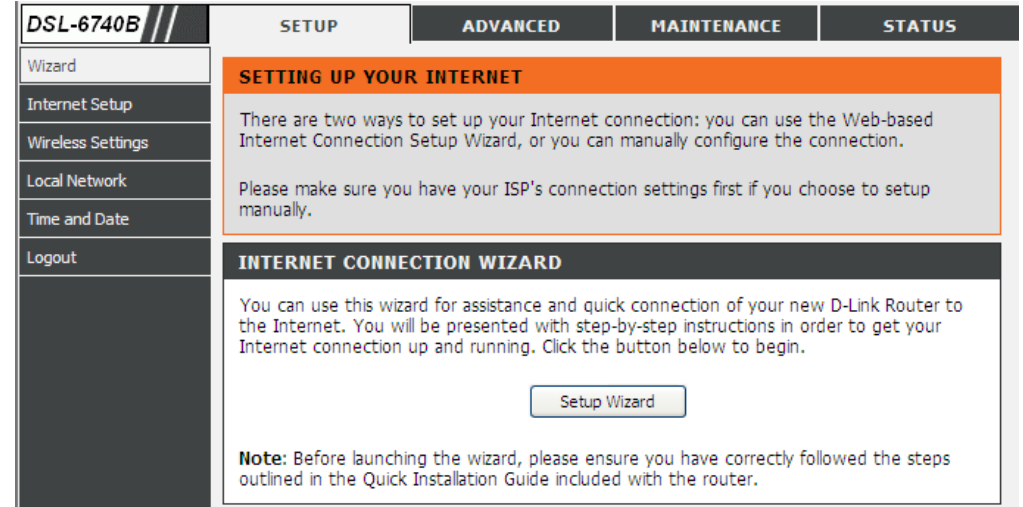 DSL-6740B
SETUP
ADVANCED
MAINTENANCE
STATUS
Wizard
Internet Setup
Wireless Settings
Local Network
Time and Date
Logout
SETTING UP YOUR INTERNET
There are two ways to set up your Internet connection: you can use the Web-based
Internet Connection Setup Wizard, or you can manually configure the connection.
Please make sure you have your ISP's connection settings first if you choose to setup
manually.
INTERNET CONNECTION WIZARD
You can use this wizard for assistance and quick connection of your new D-Link Router to
the Internet. You will be presented with step-by-step instructions in order to get your
Internet connection up and running. Click the button below to begin.
Setup Wizard
Note: Before launching the wizard, please ensure you have correctly followed the steps
outlined in the Quick Installation Guide included with the router.